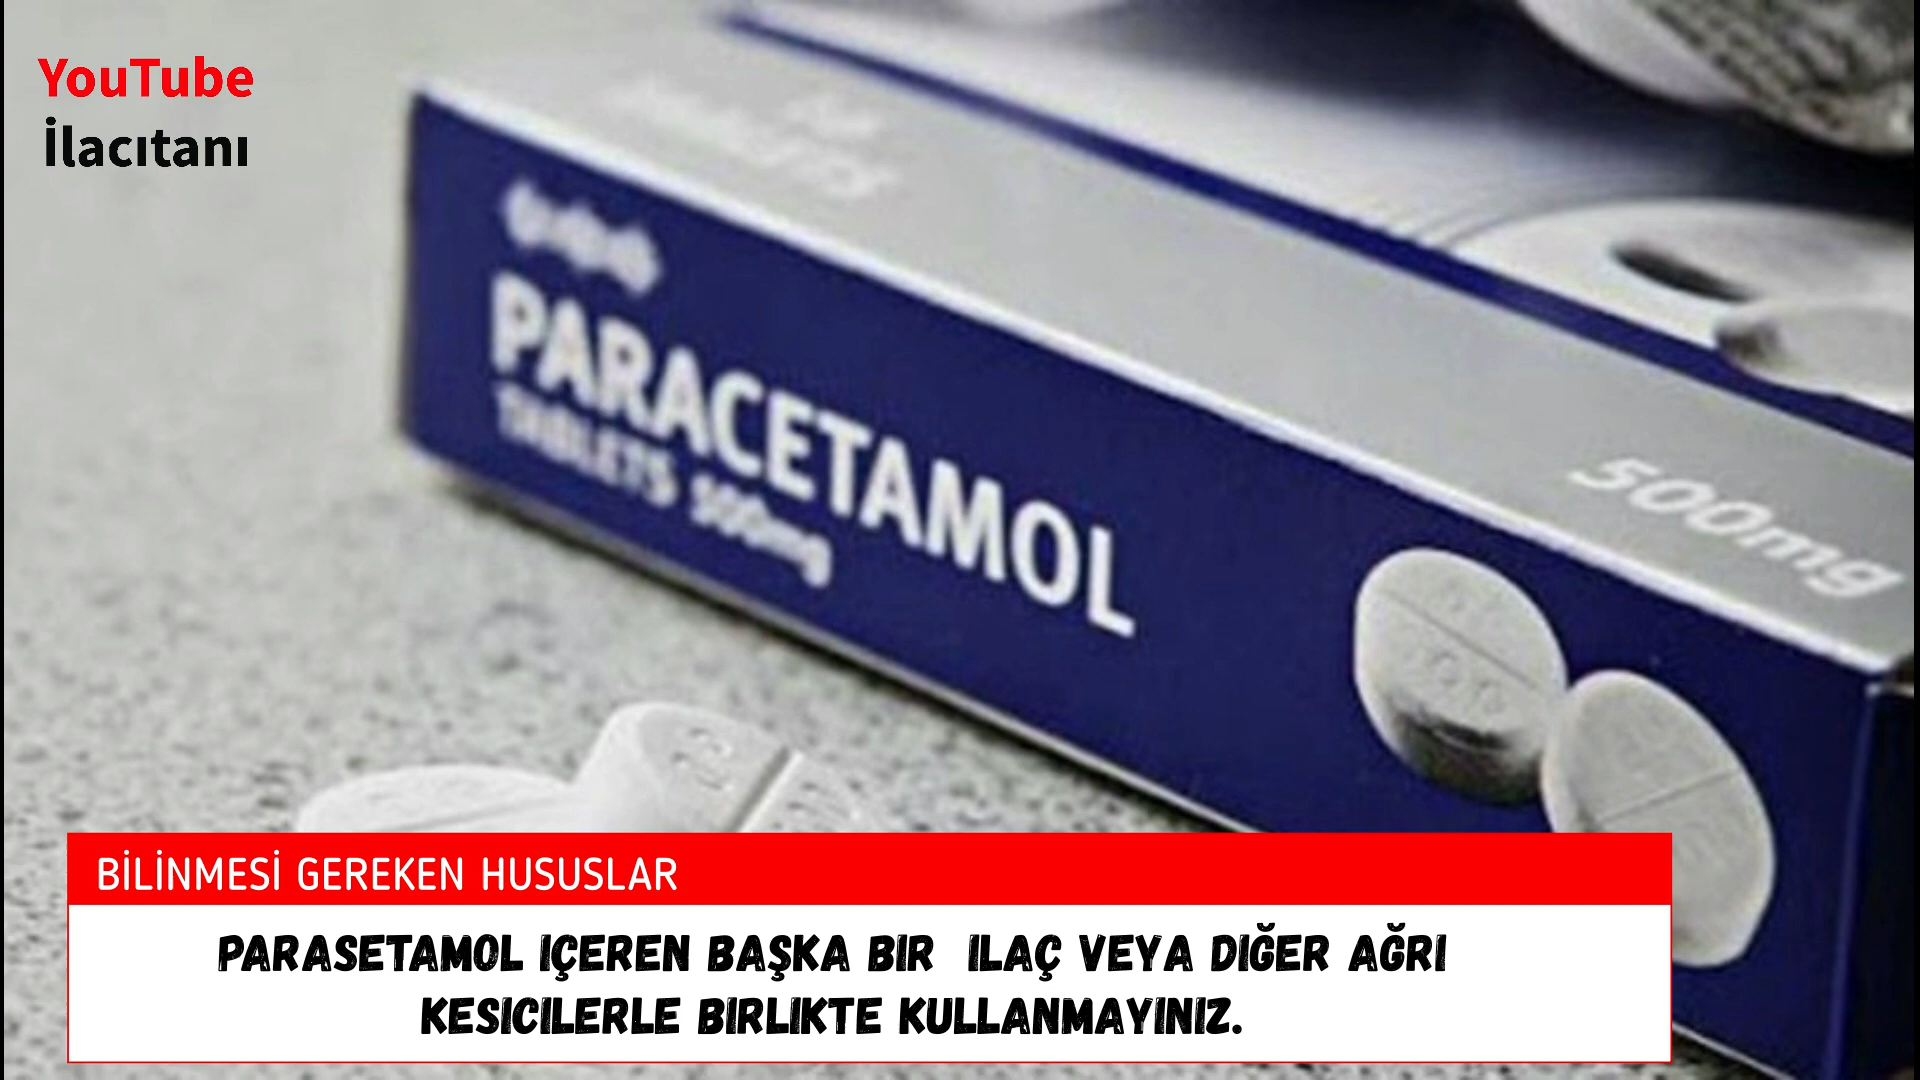 YouTube
İlacıtanı
PARACETAMOL
TABLETS 500mg
500mg
BİLİNMESİ GEREKEN HUSUSLAR
PARASETAMOL IÇEREN BAŞKA BIR ILAÇ VEYA DIĞER AĞRI
KESICILERLE BIRLIKTE KULLANMAYINIZ.